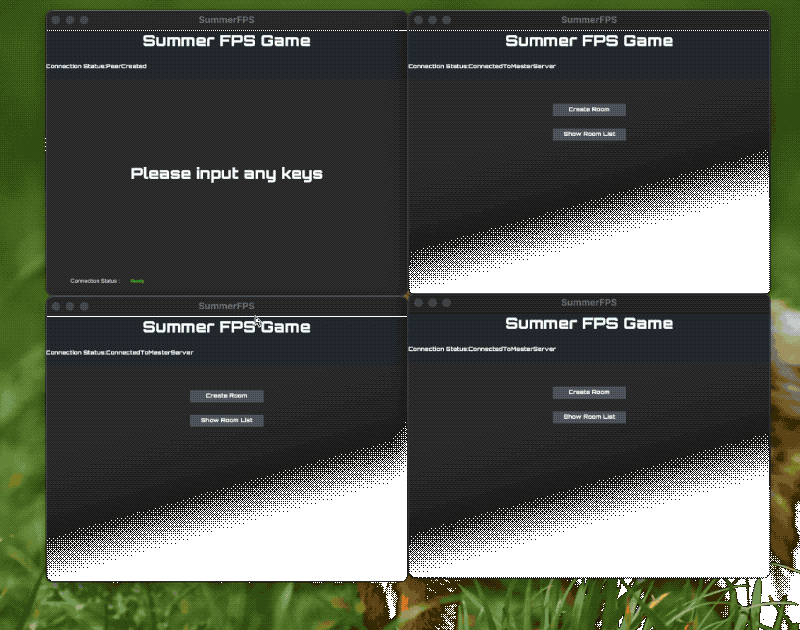 SummerFPS
Summer FPS Game
Connection Status:PeerCreated
Please input any keys
Connection Status : Ready
SummerFPS
Summer FPS Game
Connection Status:ConnectedToMasterServer
Create Room
Show Room List
SummerFPS
Summer FPS Game
Connection Status:ConnectedToMasterServer
Create Room
Show Room List
SummerFPS
Summer FPS Game
Connection Status:ConnectedToMasterServer
Create Room
Show Room List